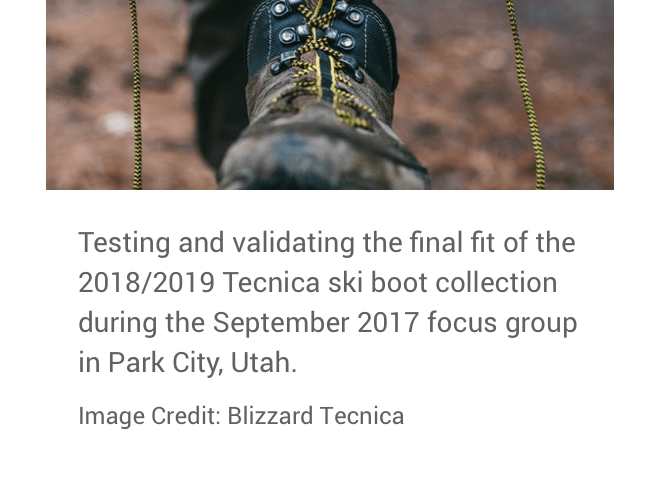 Testing and validating the final fit of the
2018/2019 Tecnica ski boot collection
during the September 2017 focus group
in Park City, Utah.
Image Credit: Blizzard Tecnica